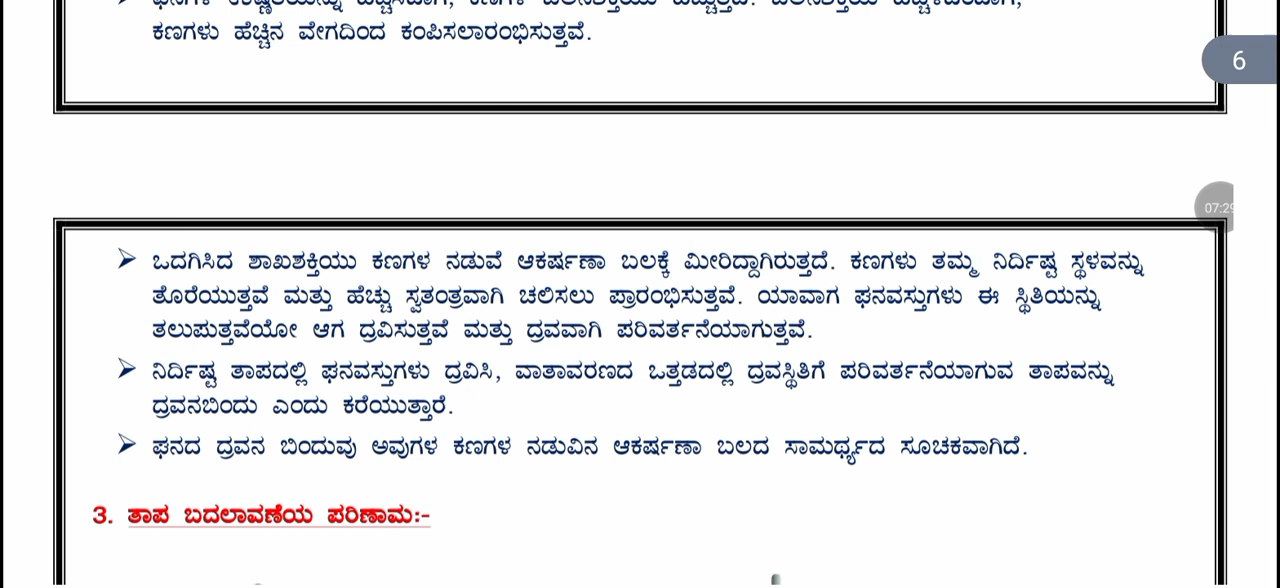 ಕಣಗಳು ಹೆಚ್ಚಿನ ವೇಗದಿಂದ ಕಂಪಿಸಲಾರಂಭಿಸುತ್ತವೆ.
6
07:29
➢ ಒದಗಿಸಿದ ಶಾಖಶಕ್ತಿಯು ಕಣಗಳ ನಡುವೆ ಆಕರ್ಷಣಾ ಬಲಕ್ಕೆ ಮೀರಿದ್ದಾಗಿರುತ್ತದೆ. ಕಣಗಳು ತಮ್ಮ ನಿರ್ದಿಷ್ಟ ಸ್ಥಳವನ್ನು
ತೊರೆಯುತ್ತವೆ ಮತ್ತು ಹೆಚ್ಚು ಸ್ವತಂತ್ರವಾಗಿ ಚಲಿಸಲು ಪ್ರಾರಂಭಿಸುತ್ತವೆ. ಯಾವಾಗ ಘನವಸ್ತುಗಳು ಈ ಸ್ಥಿತಿಯನ್ನು
ತಲುಪುತ್ತವೆಯೋ ಆಗ ದ್ರವಿಸುತ್ತವೆ ಮತ್ತು ದ್ರವವಾಗಿ ಪರಿವರ್ತನೆಯಾಗುತ್ತವೆ.
➢ ನಿರ್ದಿಷ್ಟ ತಾಪದಲ್ಲಿ ಘನವಸ್ತುಗಳು ದ್ರವಿಸಿ, ವಾತಾವರಣದ ಒತ್ತಡದಲ್ಲಿ ದ್ರವಸ್ಥಿತಿಗೆ ಪರಿವರ್ತನೆಯಾಗುವ ತಾಪವನ್ನು
ದ್ರವನಬಿಂದು ಎಂದು ಕರೆಯುತ್ತಾರೆ.
➢ ಘನದ ದ್ರವನ ಬಿಂದುವು ಅವುಗಳ ಕಣಗಳ ನಡುವಿನ ಆಕರ್ಷಣಾ ಬಲದ ಸಾಮರ್ಥ್ಯದ ಸೂಚಕವಾಗಿದೆ.
3. ತಾಪ ಬದಲಾವಣೆಯ ಪರಿಣಾಮ:-